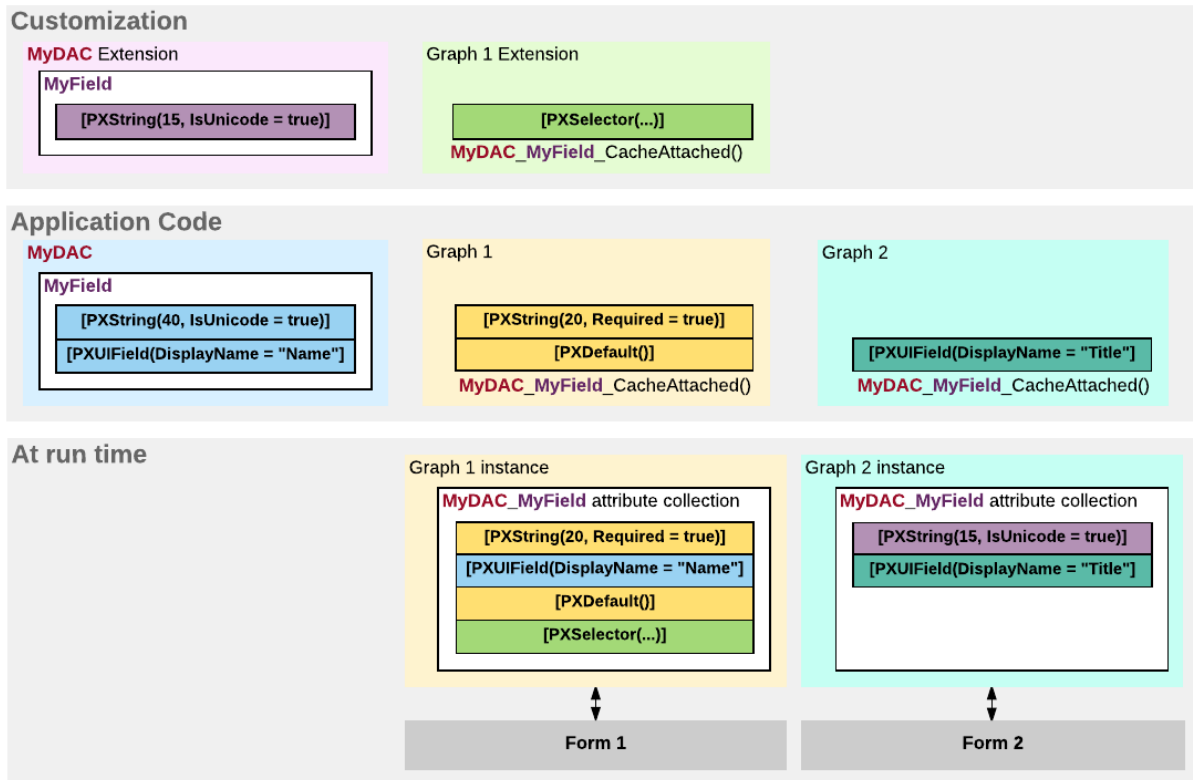 Customization
MyDAC Extension
MyField
[PXString(15, IsUnicode = true)]
Graph 1 Extension
[PXSelector(...)]
MyDAC_MyField_CacheAttached()
Application Code
MyDAC
MyField
[PXString(40, IsUnicode = true)]
[PXUIField(DisplayName = "Name"]
Graph 1
[PXString(20, Required = true)]
[PXDefault()]
MyDAC_MyField_CacheAttached()
Graph 2
[PXUIField(DisplayName = "Title"]
MyDAC_MyField_CacheAttached()
At run time
Graph 1 instance
MyDAC_MyField attribute collection
[PXString(20, Required = true)]
[PXUIField(DisplayName = "Name"]
[PXDefault()]
[PXSelector(...)]
Form 1
Graph 2 instance
MyDAC_MyField attribute collection
[PXString(15, IsUnicode = true)]
[PXUIField(DisplayName = "Title"]
Form 2